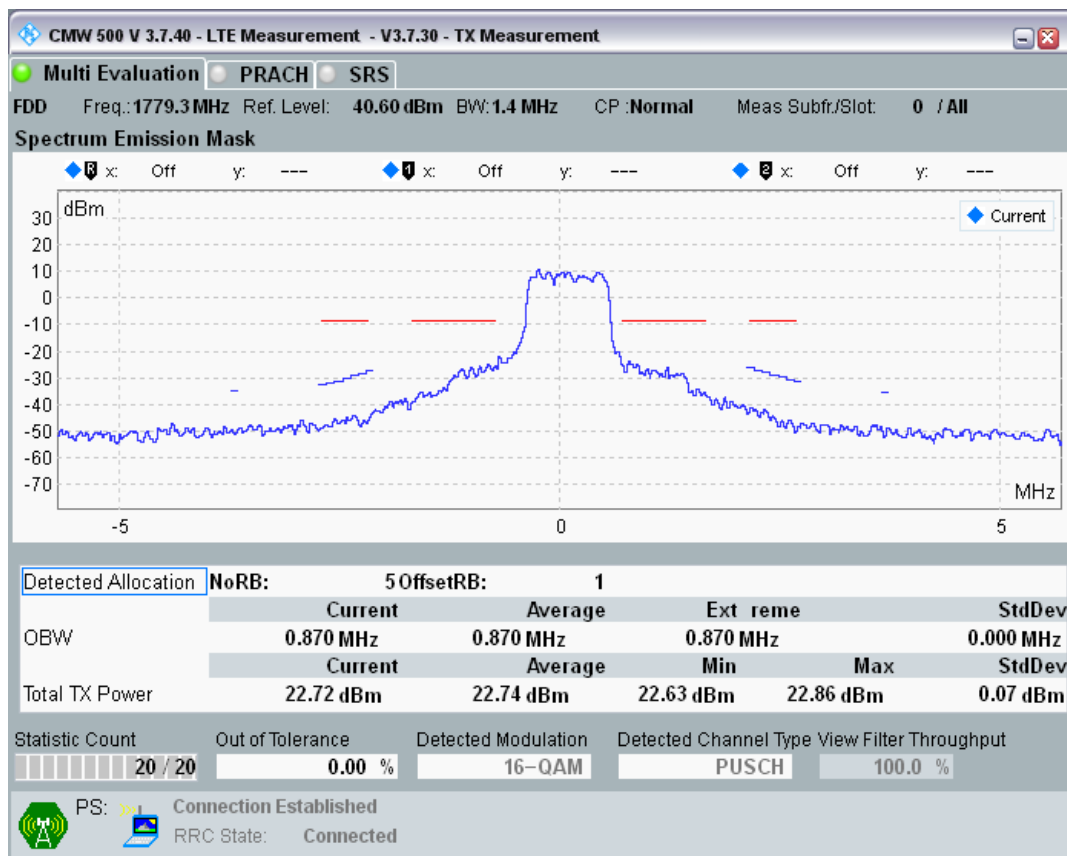 CMW 500 V 3.7.40 - LTE Measurement - V3.7.30 - TX Measurement
Multi Evaluation PRACH SRS
FDD Freq.:1779.3MHz Ref. Level: 40.60 dBm BW:1.4 MHz CP :Normal Meas Subfr./Slot: 0 / All
Spectrum Emission Mask
R x: Off y: --- 1 x: Off y: --- 2 x: Off y: ---
dBm
Current
30
20
10
0
-10
-20
-30
-40
-50
-60
-70
MHz
-5 0 5
Detected Allocation NoRB: 5 OffsetRB: 1
Current Average Ext reme StdDev
OBW 0.870 MHz 0.870 MHz 0.870 MHz 0.000 MHz
Current Average Min Max StdDev
Total TX Power 22.72 dBm 22.74 dBm 22.63 dBm 22.86 dBm 0.07 dBm
Statistic Count Out of Tolerance Detected Modulation Detected Channel Type View Filter Throughput
20 / 20 0.00 % 16-QAM PUSCH 100.0 %
PS: Connection Established
RRC State: Connected